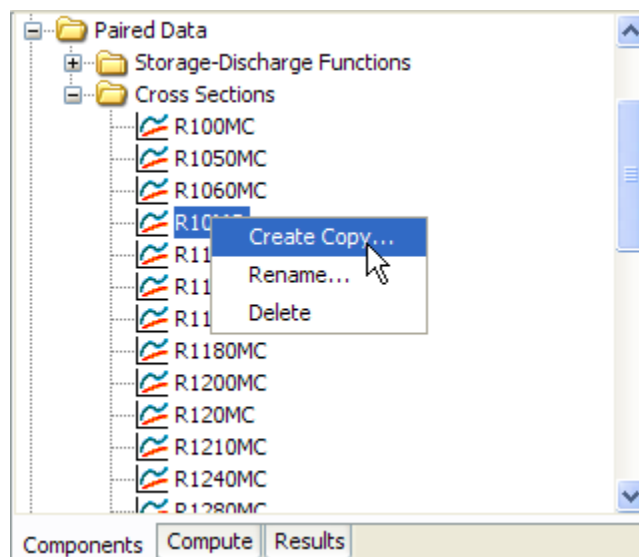 Paired Data
Storage-Discharge Functions
Cross Sections
R100MC
R1050MC
R1060MC
Create Copy...
Rename...
Delete
R1180MC
R1200MC
R120MC
R1210MC
R1240MC
R1280MC
Components Compute Results